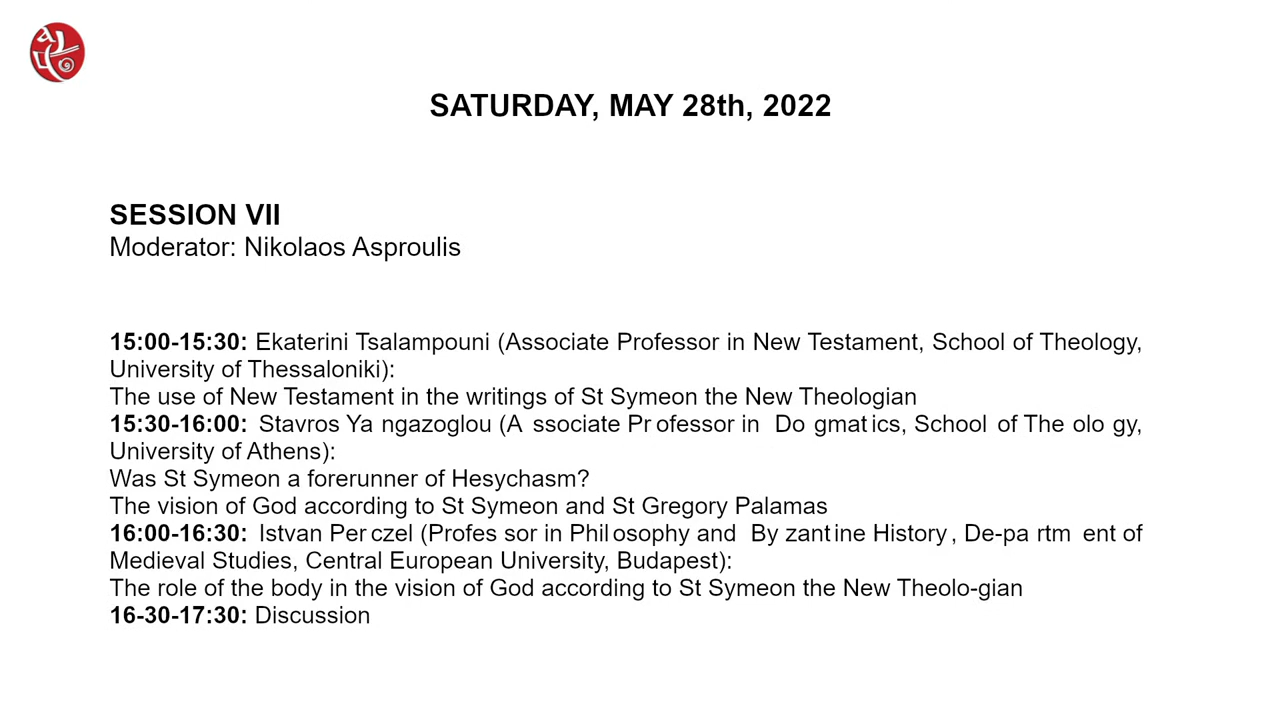 SATURDAY, MAY 28th, 2022
SESSION VII
Moderator: Nikolaos Asproulis
15:00-15:30: Ekaterini Tsalampouni (Associate Professor in New Testament, School of Theology,
University of Thessaloniki):
The use of New Testament in the writings of St Symeon the New Theologian
15:30-16:00: Stavros Ya ngazoglou (A ssociate Pr ofessor in Do gmat ics, School of The olo gy,
University of Athens):
Was St Symeon a forerunner of Hesychasm?
The vision of God according to St Symeon and St Gregory Palamas
16:00-16:30: Istvan Per czel (Profes sor in Phil osophy and By zant ine History , De-pa rtm ent of
Medieval Studies, Central European University, Budapest):
The role of the body in the vision of God according to St Symeon the New Theolo-gian
16-30-17:30: Discussion